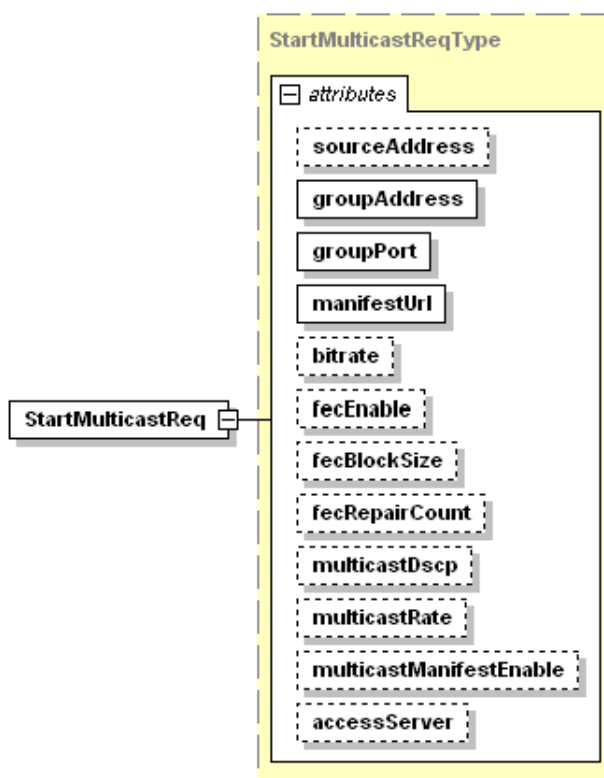 StartMulticastReqType
attributes
sourceAddress
groupAddress
groupPort
manifestUrl
bitrate
fecEnable
StartMulticastReq
fecBlockSize
fecRepairCount
multicastDscp
multicastRate
multicastManifestEnable
accessServer